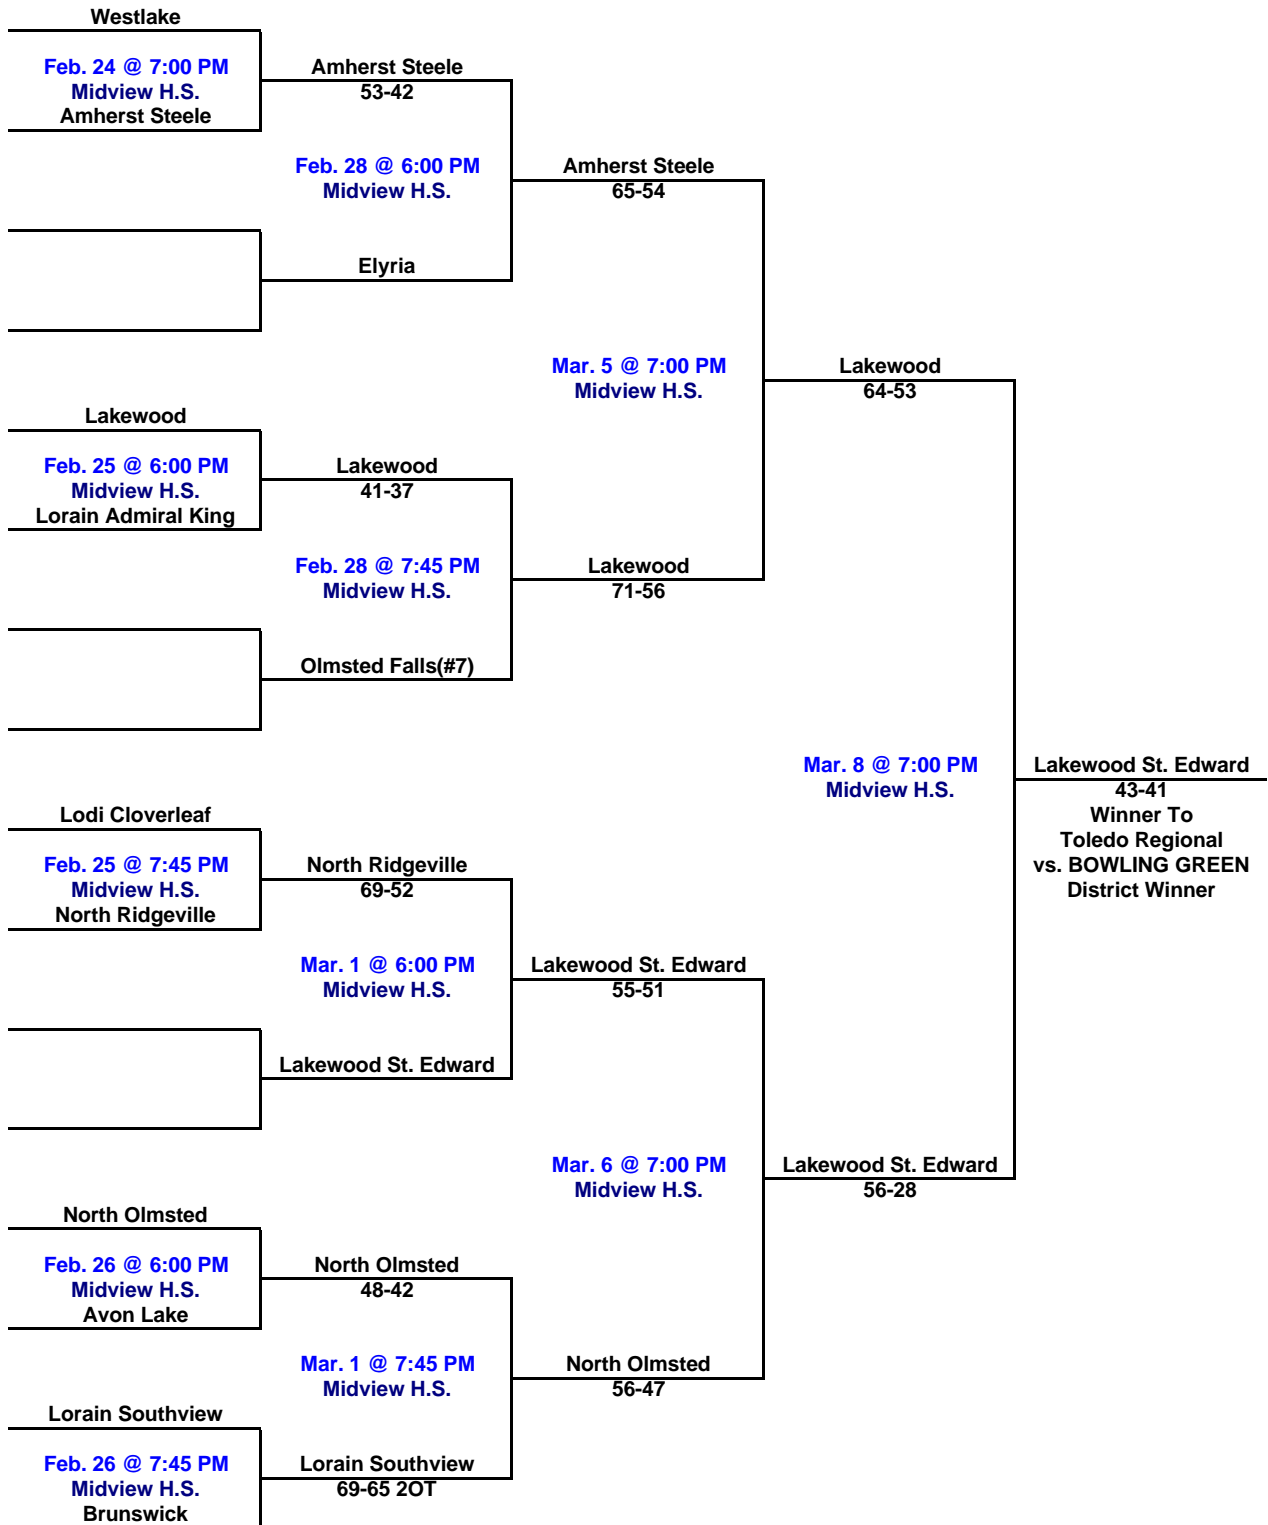 Westlake
Feb. 24 @ 7:00 PM
Midview H.S.
Amherst Steele
Amherst Steele
53-42
Feb. 28 @ 6:00 PM
Midview H.S.
Elyria
Amherst Steele
65-54
Mar. 5 @ 7:00 PM
Midview H.S.
Lakewood
64-53
Lakewood
Feb. 25 @ 6:00 PM
Midview H.S.
Lorain Admiral King
Lakewood
41-37
Feb. 28 @ 7:45 PM
Midview H.S.
Olmsted Falls(#7)
Lakewood
71-56
Mar. 8 @ 7:00 PM
Midview H.S.
Lakewood St. Edward
43-41
Winner To
Toledo Regional
vs. BOWLING GREEN
District Winner
Lodi Cloverleaf
Feb. 25 @ 7:45 PM
Midview H.S.
North Ridgeville
North Ridgeville
69-52
Mar. 1 @ 6:00 PM
Midview H.S.
Lakewood St. Edward
Lakewood St. Edward
55-51
Mar. 6 @ 7:00 PM
Midview H.S.
Lakewood St. Edward
56-28
North Olmsted
Feb. 26 @ 6:00 PM
Midview H.S.
Avon Lake
North Olmsted
48-42
Mar. 1 @ 7:45 PM
Midview H.S.
North Olmsted
56-47
Lorain Southview
Feb. 26 @ 7:45 PM
Midview H.S.
Brunswick
Lorain Southview
69-65 2OT